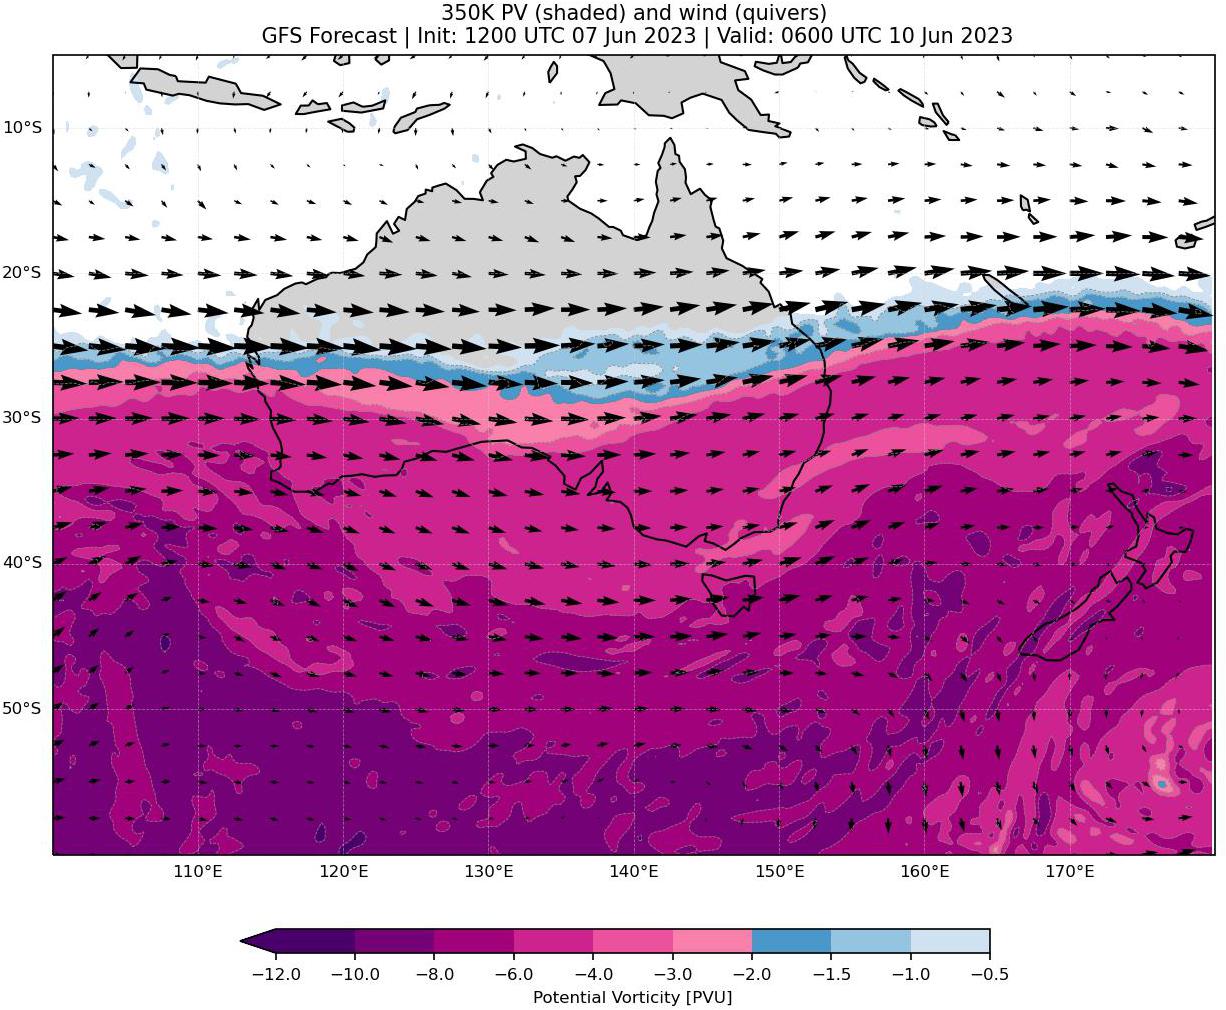 350K PV (shaded) and wind (quivers)
GFS Forecast | Init: 1200 UTC 07 Jun 2023 | Valid: 0600 UTC 10 Jun 2023
10°S
20°S
30°S
40°S
50°S
110°E 120°E 130°E 140°E 150°E 160°E 170°E
−12.0 −10.0 −8.0 −6.0 −4.0 −3.0 −2.0 −1.5 −1.0 −0.5
Potential Vorticity [PVU]